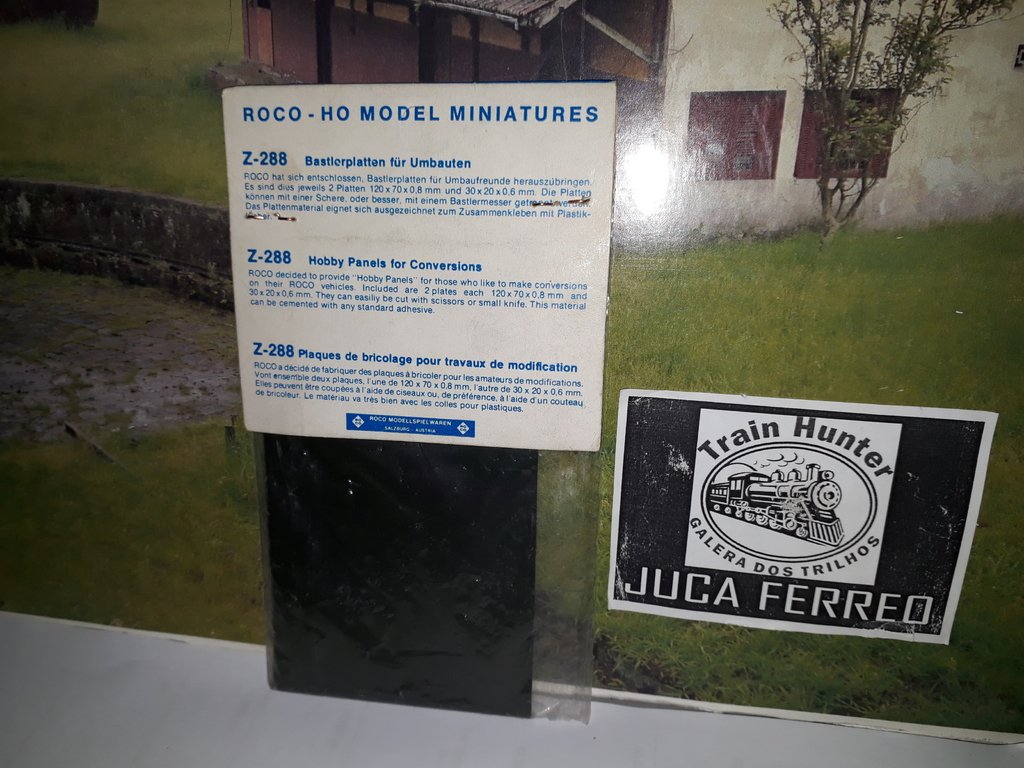 ROCO - HO MODEL MINIATURES
Z-288 Bastlerplatten für Umbauten
ROCO hat sich entschlossen, Bastlerplatten für Umbaufreunde herauszubringen.
Es sind dies jeweils 2 Platten 120 x 70 x 0,8 mm und 30 x 20 x 0,6 mm. Die Platten
können mit einer Schere, oder besser, mit einem Bastlermesser
Das Plattenmaterial eignet sich ausgezeichnet zum Zusammenkleben mit Plastik-
Z-288 Hobby Panels for Conversions
ROCO decided to provide "Hobby Panels" for those who like to make conversions
on their ROCO vehicles. Included are 2 plates each 120 x 70 x 0,8 mm and
30 x 20 x 0,6 mm. They can easiliy be cut with scissors or small knife. This material
can be cemented with any standard adhesive.
Z-288 Plaques de bricolage pour travaux de modification
ROCO a décidé de fabriquer des plaques à bricoler pour les amateurs de modifications.
Vont ensemble deux plaques, l'une de 120 x 70 x 0,8 mm, l'autre de 30 x 20 x 0,6 mm.
Elles peuvent être coupées à l'aide de ciseaux ou, de préférence, à l'aide d'un couteau
de bricoleur. Le matériau va très bien avec les colles pour plastiques.
ROCO MODELLSPIELWAREN
SALZBURG - AUSTRIA
Train Hunter
GALERA DOS TRILHOS
JUCA FERREO